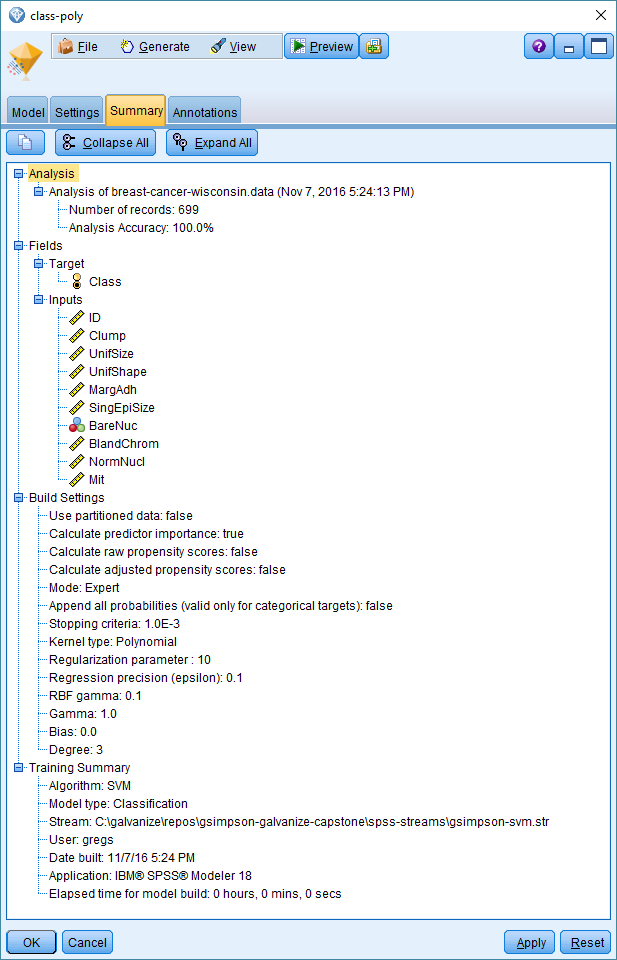 class-poly
File Generate View Preview
Model Settings Summary Annotations
Collapse All Expand All
Analysis
Analysis of breast-cancer-wisconsin.data (Nov 7, 2016 5:24:13 PM)
Number of records: 699
Analysis Accuracy: 100.0%
Fields
Target
Class
Inputs
ID
Clump
UnifSize
UnifShape
MargAdh
SingEpiSize
BareNuc
BlandChrom
NormNucl
Mit
Build Settings
Use partitioned data: false
Calculate predictor importance: true
Calculate raw propensity scores: false
Calculate adjusted propensity scores: false
Mode: Expert
Append all probabilities (valid only for categorical targets): false
Stopping criteria: 1.0E-3
Kernel type: Polynomial
Regularization parameter : 10
Regression precision (epsilon): 0.1
RBF gamma: 0.1
Gamma: 1.0
Bias: 0.0
Degree: 3
Training Summary
Algorithm: SVM
Model type: Classification
Stream: C:\galvanize\repos\gsimpson-galvanize-capstone\spss-streams\gsimpson-svm.str
User: gregs
Date built: 11/7/16 5:24 PM
Application: IBM® SPSS® Modeler 18
Elapsed time for model build: 0 hours, 0 mins, 0 secs
OK Cancel Apply Reset